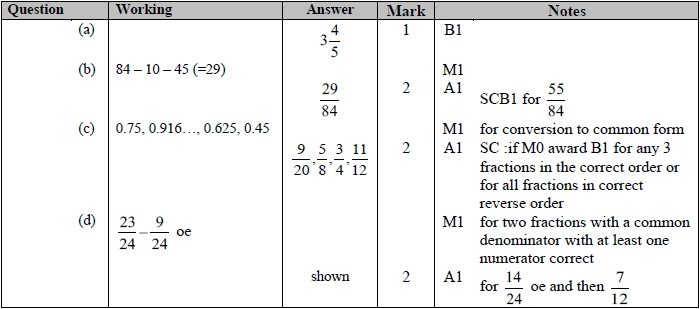 Question Working Answer Mark Notes
(a) 3 4/5 1 B1
(b) 84 – 10 – 45 (=29) M1
29/84 2 A1 SCB1 for 55/84
(c) 0.75, 0.916…, 0.625, 0.45 M1 for conversion to common form
9/20, 5/8, 3/4, 11/12 2 A1 SC :if M0 award B1 for any 3
fractions in the correct order or
for all fractions in correct
reverse order
(d) 23/24 – 9/24 oe M1 for two fractions with a common
denominator with at least one
numerator correct
shown 2 A1 for 14/24 oe and then 7/12